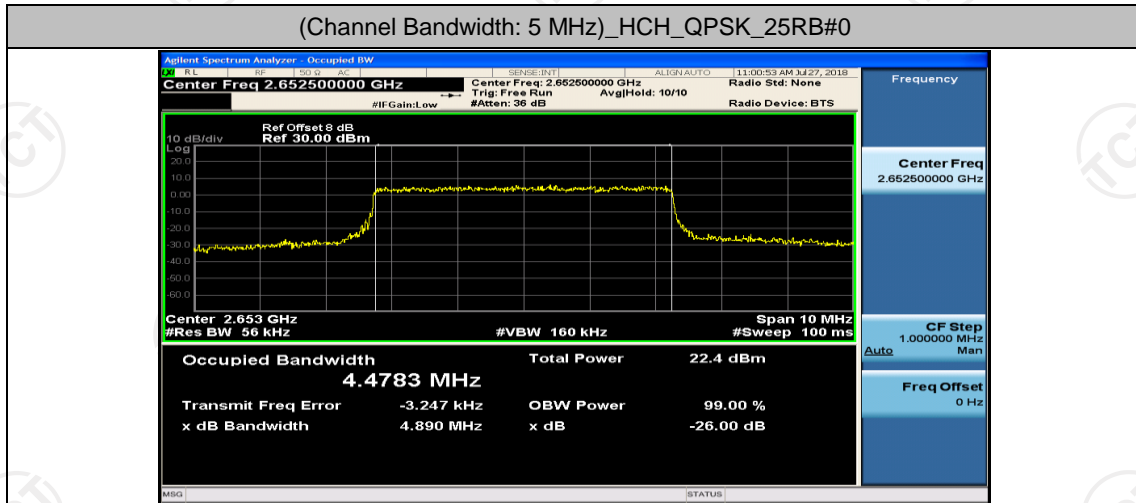 (Channel Bandwidth: 5 MHz)_HCH_QPSK_25RB#0
Agilent Spectrum Analyzer - Occupied BW
LXI RL RF 50 Ω AC SENSE:INT ALIGN AUTO 11:00:53 AM Jul 27, 2018
Center Freq 2.652500000 GHz
Center Freq: 2.652500000 GHz
Radio Std: None
Trig: Free Run Avg|Hold: 10/10
#IFGain:Low #Atten: 36 dB Radio Device: BTS
Ref Offset 8 dB
10 dB/div Ref 30.00 dBm
Log
20.0
10.0
0.00
-10.0
-20.0
-30.0
-40.0
-50.0
-60.0
Center 2.653 GHz Span 10 MHz
#Res BW 56 kHz #VBW 160 kHz #Sweep 100 ms
Occupied Bandwidth Total Power 22.4 dBm
4.4783 MHz
Transmit Freq Error -3.247 kHz OBW Power 99.00 %
x dB Bandwidth 4.890 MHz x dB -26.00 dB
MSG STATUS
Frequency
Center Freq
2.652500000 GHz
CF Step
1.000000 MHz
Auto Man
Freq Offset
0 Hz
TCT
TCT